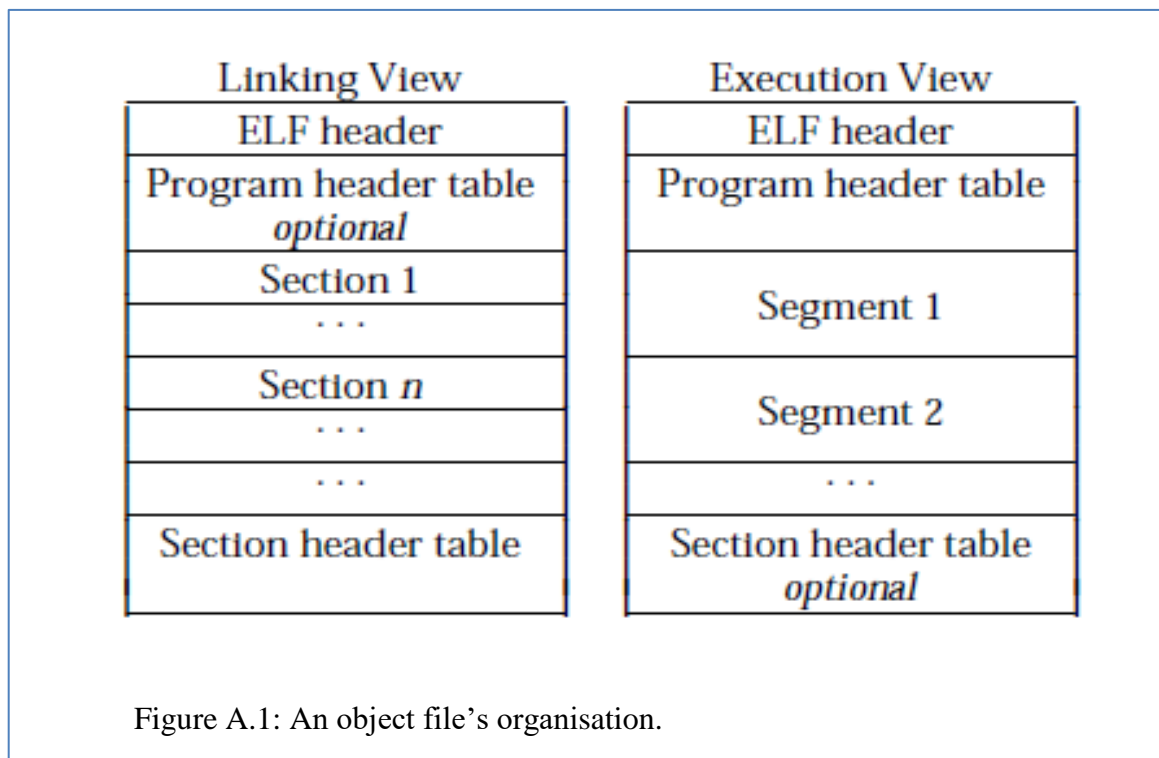 Linking View
ELF header
Program header table
optional
Section 1
. . .
Section n
. . .
. . .
Section header table
Execution View
ELF header
Program header table
Segment 1
Segment 2
. . .
Section header table
optional
Figure A.1: An object file’s organisation.